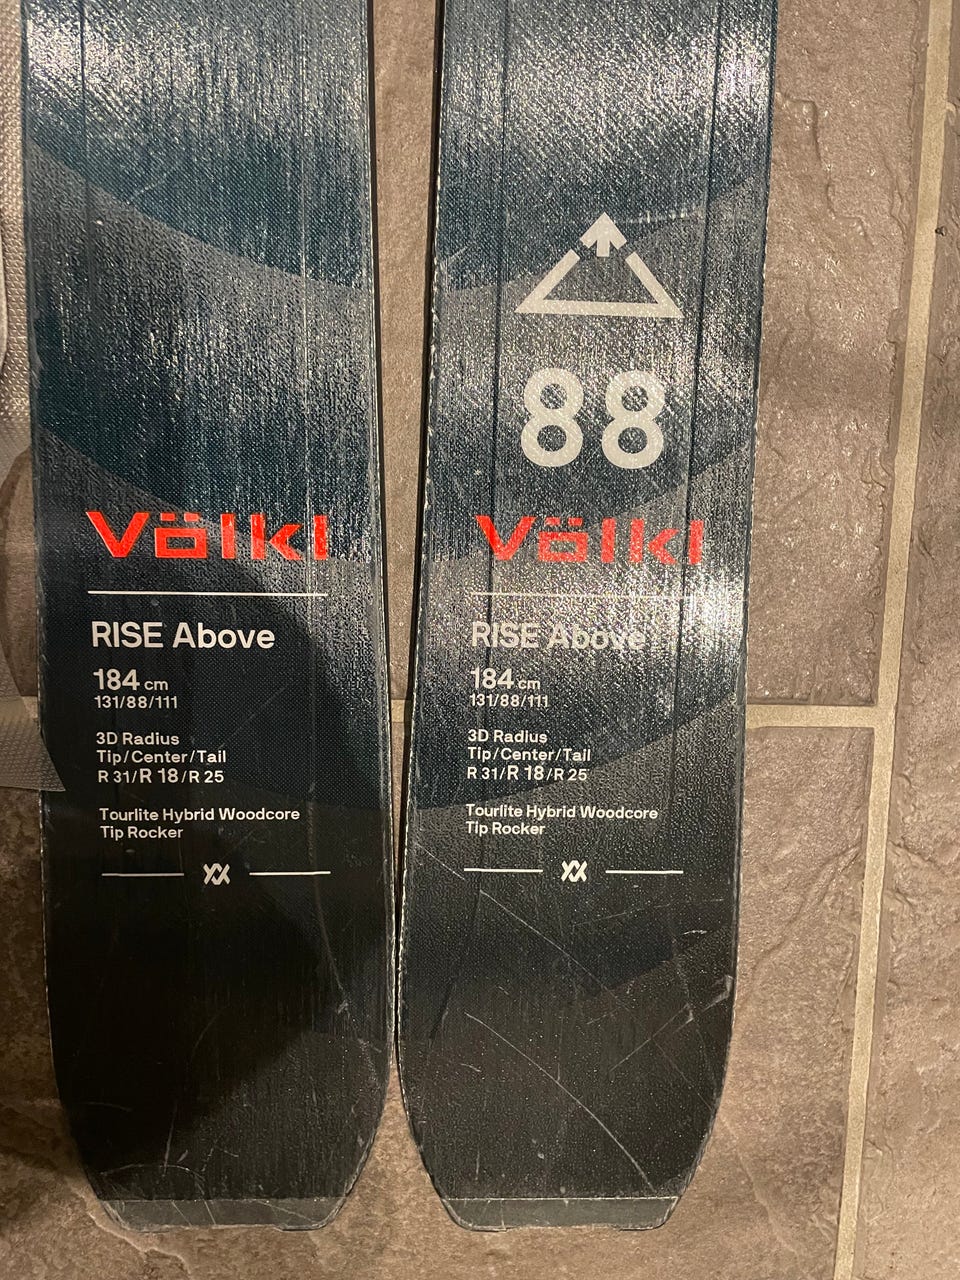 Völkl
RISE Above
184 cm
131/88/111
3D Radius
Tip/Center/Tail
R 31/R 18/R 25
Tourlite Hybrid Woodcore
Tip Rocker
88
Völkl
RISE Above
184 cm
131/88/111
3D Radius
Tip/Center/Tail
R 31/R 18/R 25
Tourlite Hybrid Woodcore
Tip Rocker